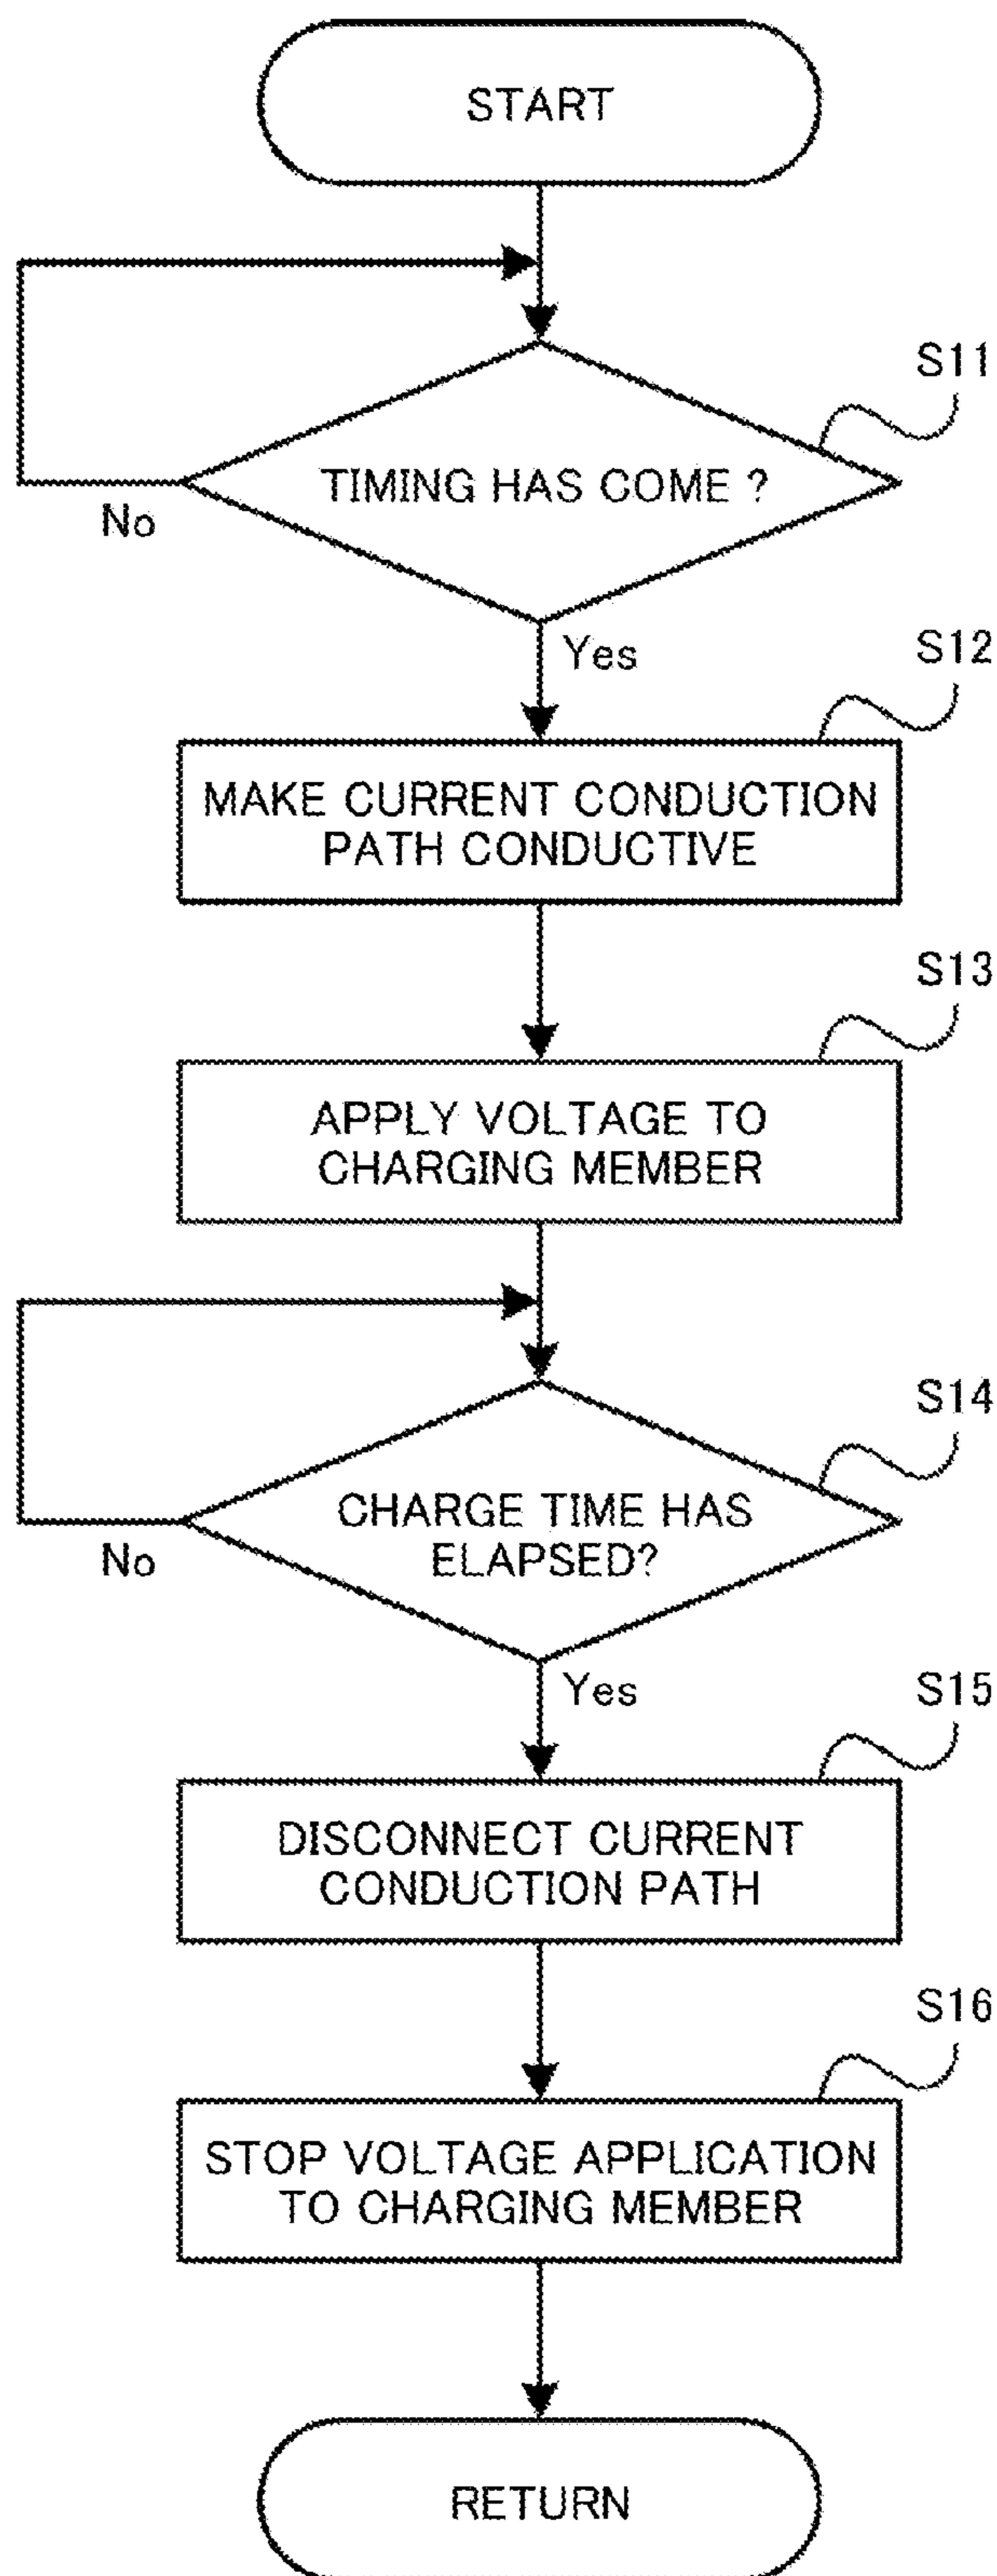 START
S11
TIMING HAS COME ?
No
Yes
S12
MAKE CURRENT CONDUCTION
PATH CONDUCTIVE
S13
APPLY VOLTAGE TO
CHARGING MEMBER
S14
CHARGE TIME HAS
ELAPSED?
No
Yes
S15
DISCONNECT CURRENT
CONDUCTION PATH
S16
STOP VOLTAGE APPLICATION
TO CHARGING MEMBER
RETURN